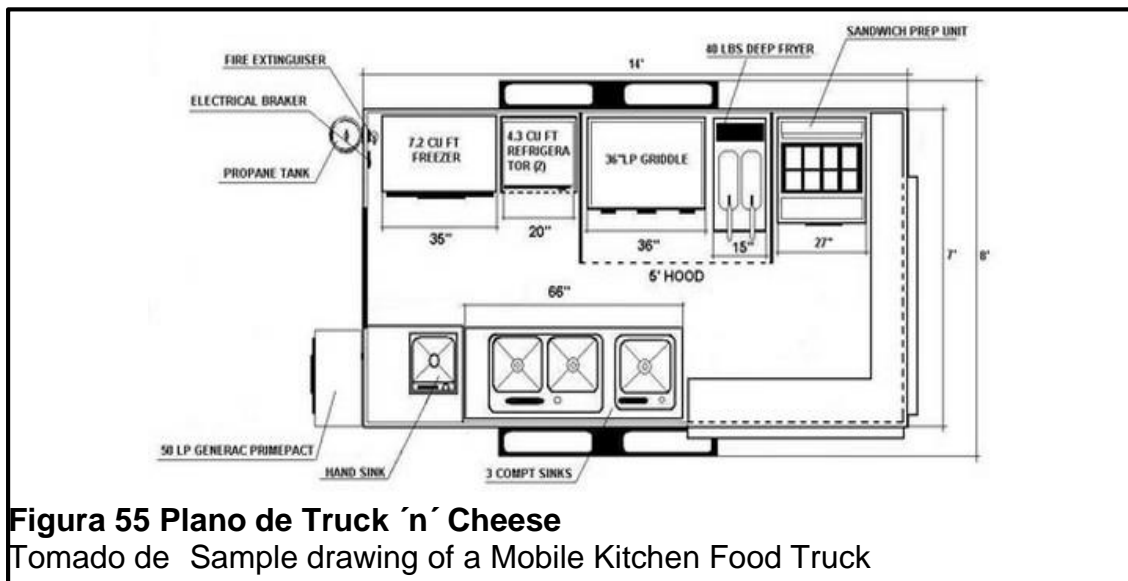 SANDWICH PREP UNIT
40 LBS DEEP FRYER
FIRE EXTINGUISER
14'
ELECTRICAL BRAKER
7.2 CU FT
FREEZER
4.3 CU FT
REFRIGERA
TOR (2)
36"LP GRIDDLE
PROPANE TANK
35"
20"
36"
15"
27"
7'
8'
5' HOOD
66"
50 LP GENERAC PRIMEPACT
HAND SINK
3 COMPT SINKS
Figura 55 Plano de Truck ´n´ Cheese
Tomado de Sample drawing of a Mobile Kitchen Food Truck